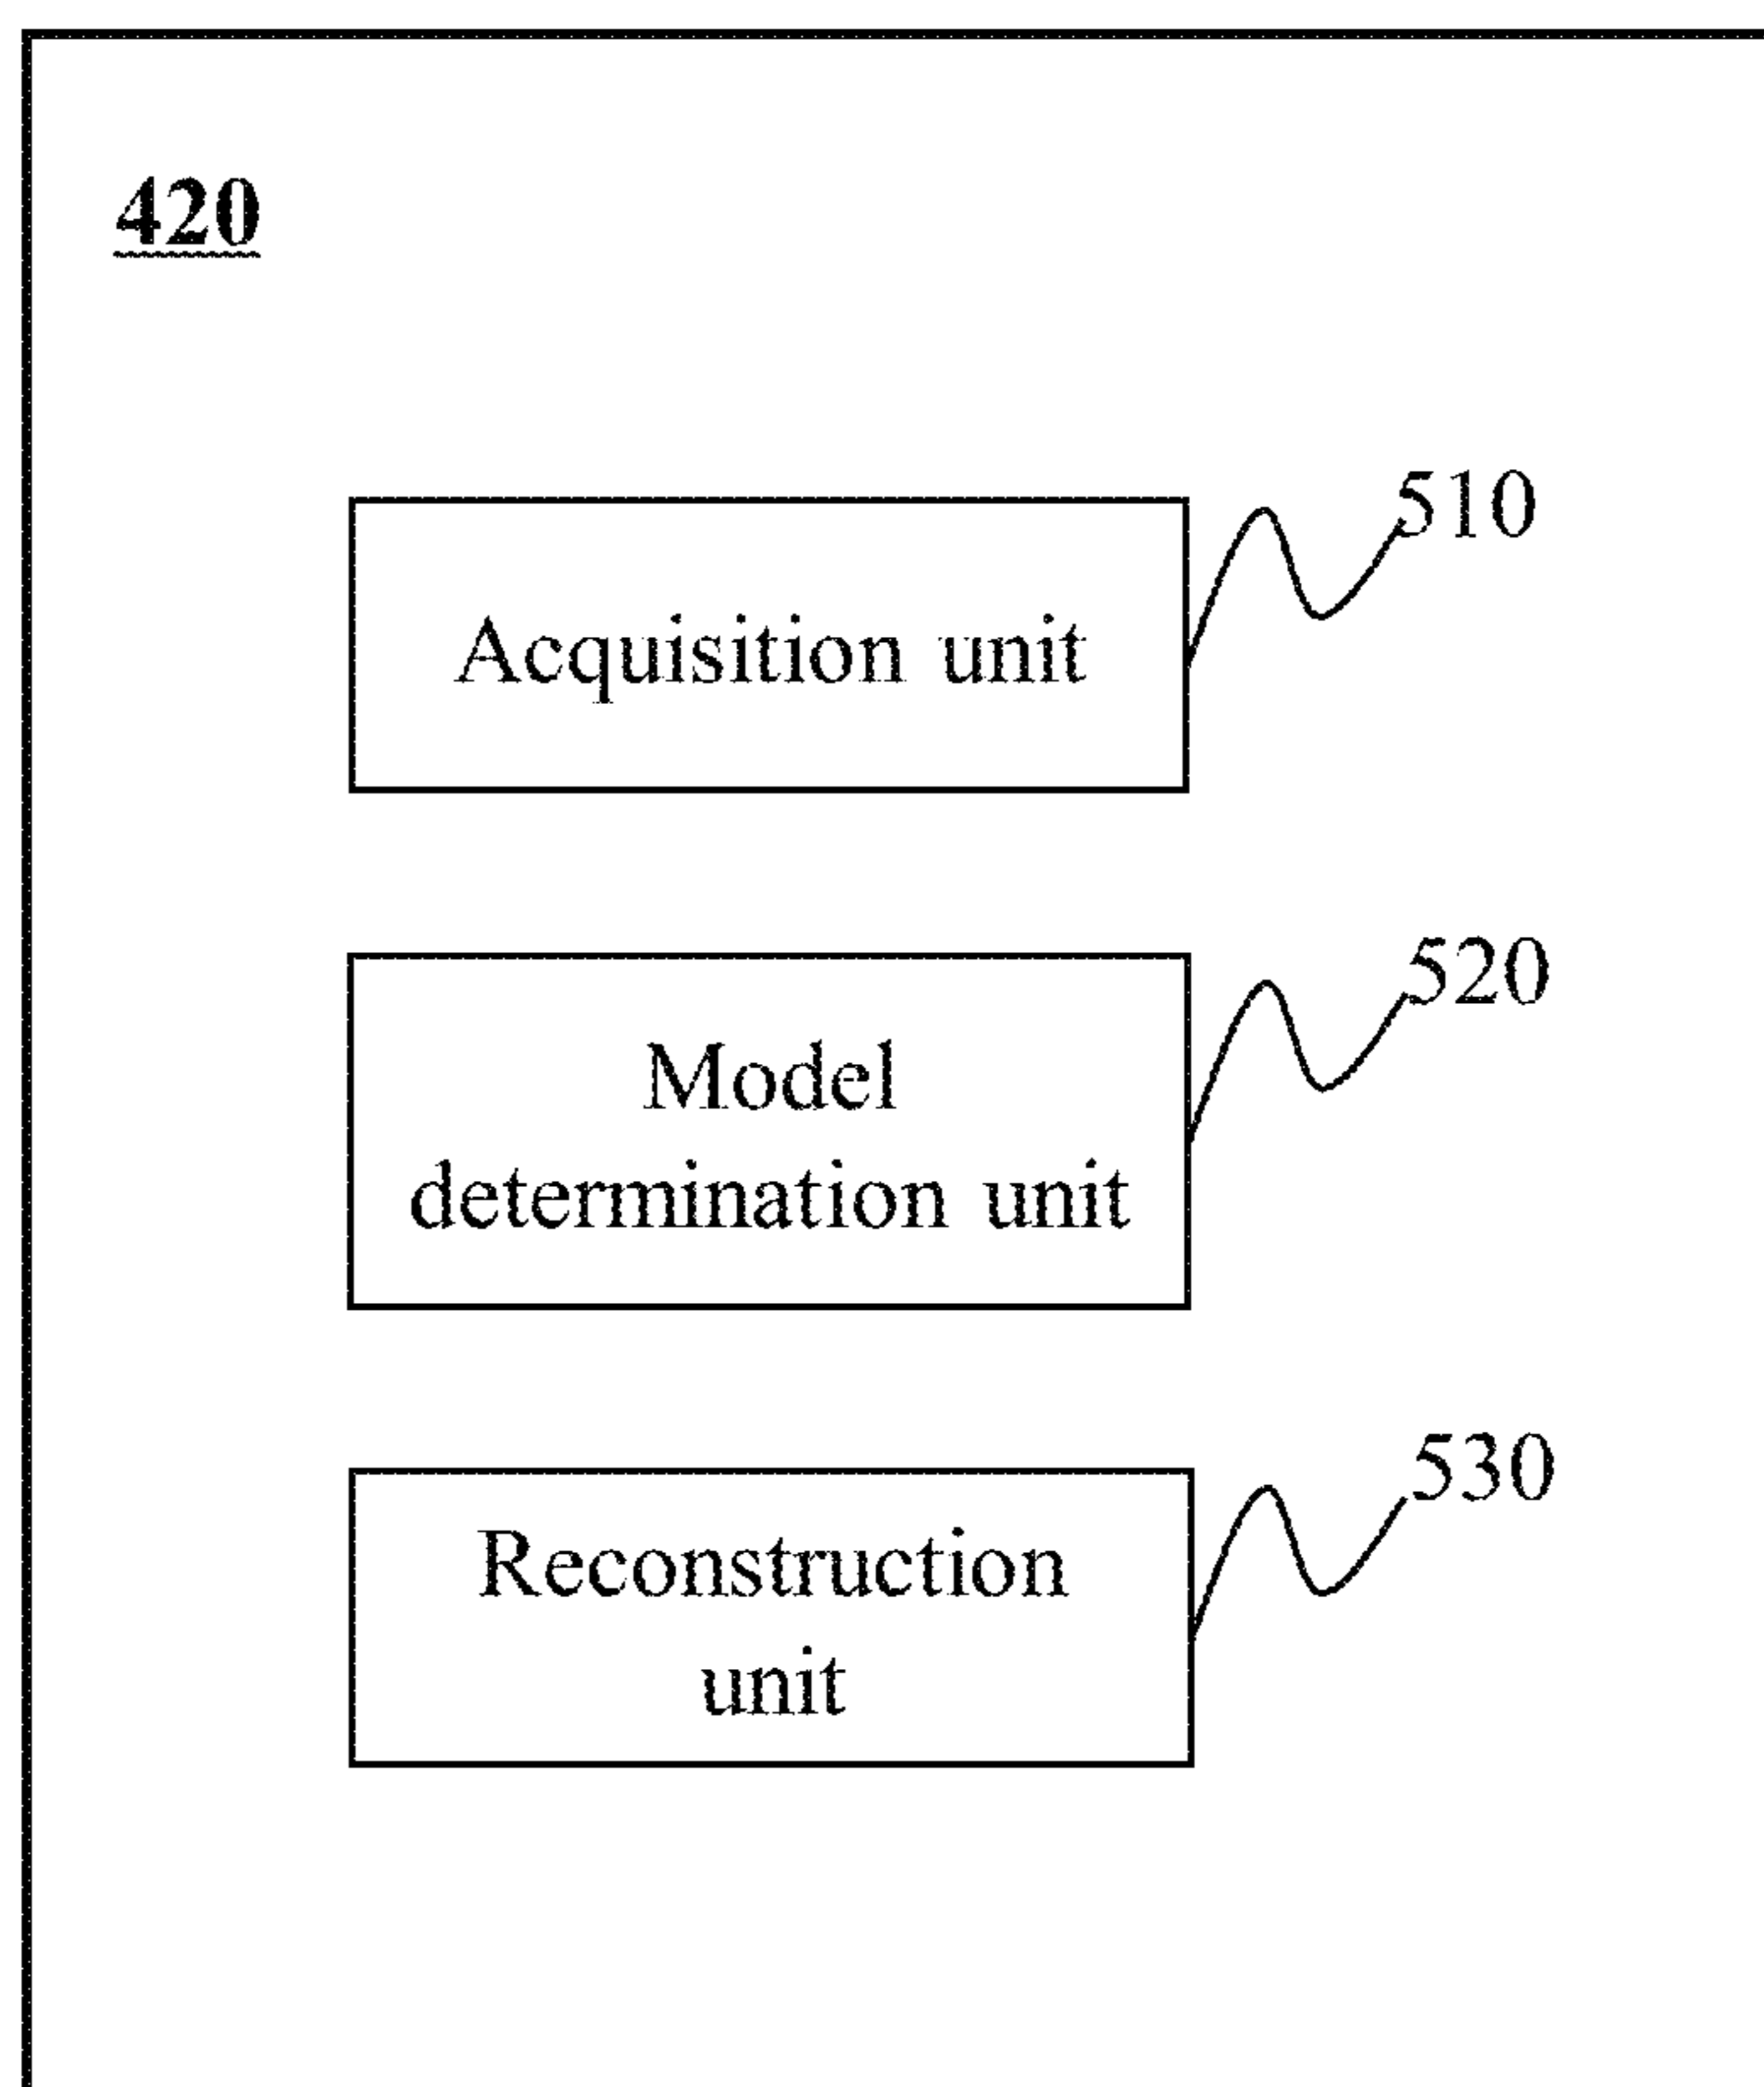 420
510
Acquisition unit
520
Model
determination unit
530
Reconstruction
unit